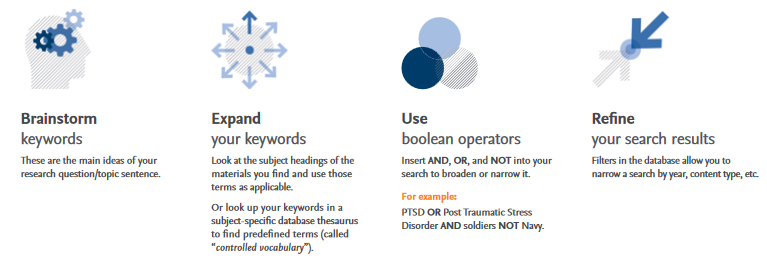 Brainstorm
keywords
These are the main ideas of your
research question/topic sentence.
Expand
your keywords
Look at the subject headings of the
materials you find and use those
terms as applicable.
Or look up your keywords in a
subject-specific database thesaurus
to find predefined terms (called
“controlled vocabulary”).
Use
boolean operators
Insert AND, OR, and NOT into your
search to broaden or narrow it.
For example:
PTSD OR Post Traumatic Stress
Disorder AND soldiers NOT Navy.
Refine
your search results
Filters in the database allow you to
narrow a search by year, content type, etc.